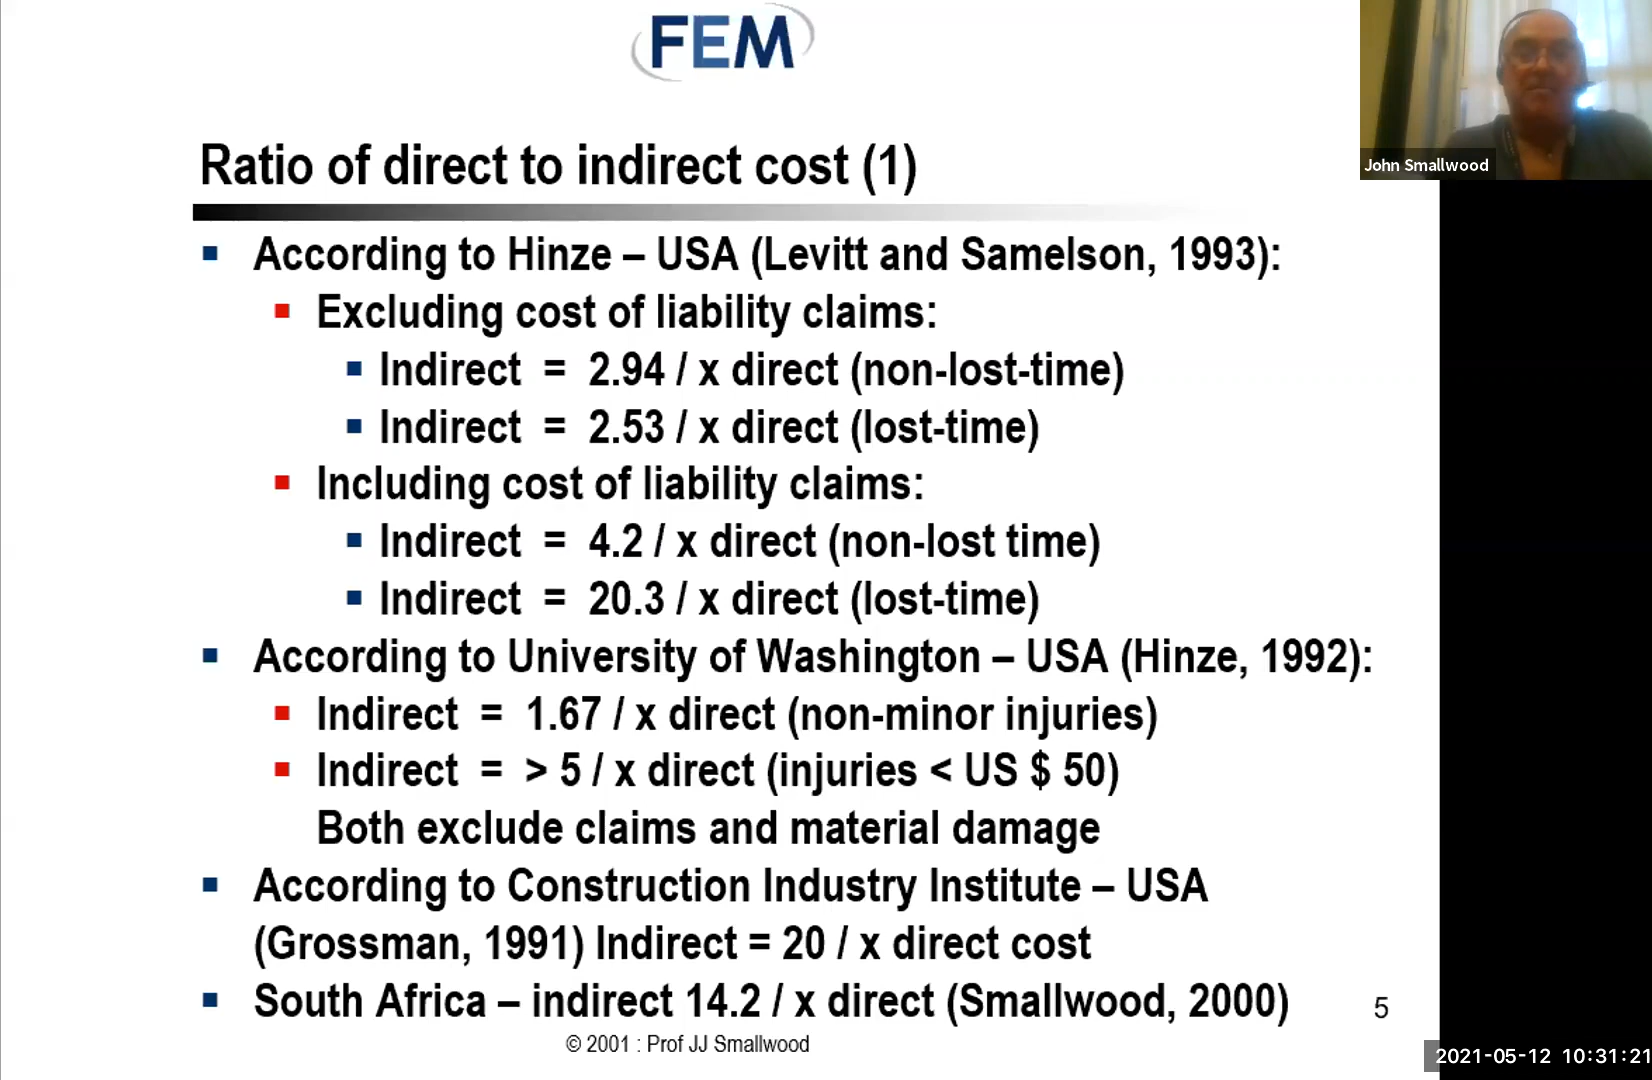 FEM
John Smallwood
Ratio of direct to indirect cost (1)
▪ According to Hinze – USA (Levitt and Samelson, 1993):
▪ Excluding cost of liability claims:
▪ Indirect = 2.94 / x direct (non-lost-time)
▪ Indirect = 2.53 / x direct (lost-time)
▪ Including cost of liability claims:
▪ Indirect = 4.2 / x direct (non-lost time)
▪ Indirect = 20.3 / x direct (lost-time)
▪ According to University of Washington – USA (Hinze, 1992):
▪ Indirect = 1.67 / x direct (non-minor injuries)
▪ Indirect = > 5 / x direct (injuries < US $ 50)
Both exclude claims and material damage
▪ According to Construction Industry Institute – USA
(Grossman, 1991) Indirect = 20 / x direct cost
▪ South Africa – indirect 14.2 / x direct (Smallwood, 2000)
5
© 2001 : Prof JJ Smallwood
2021-05-12 10:31:21